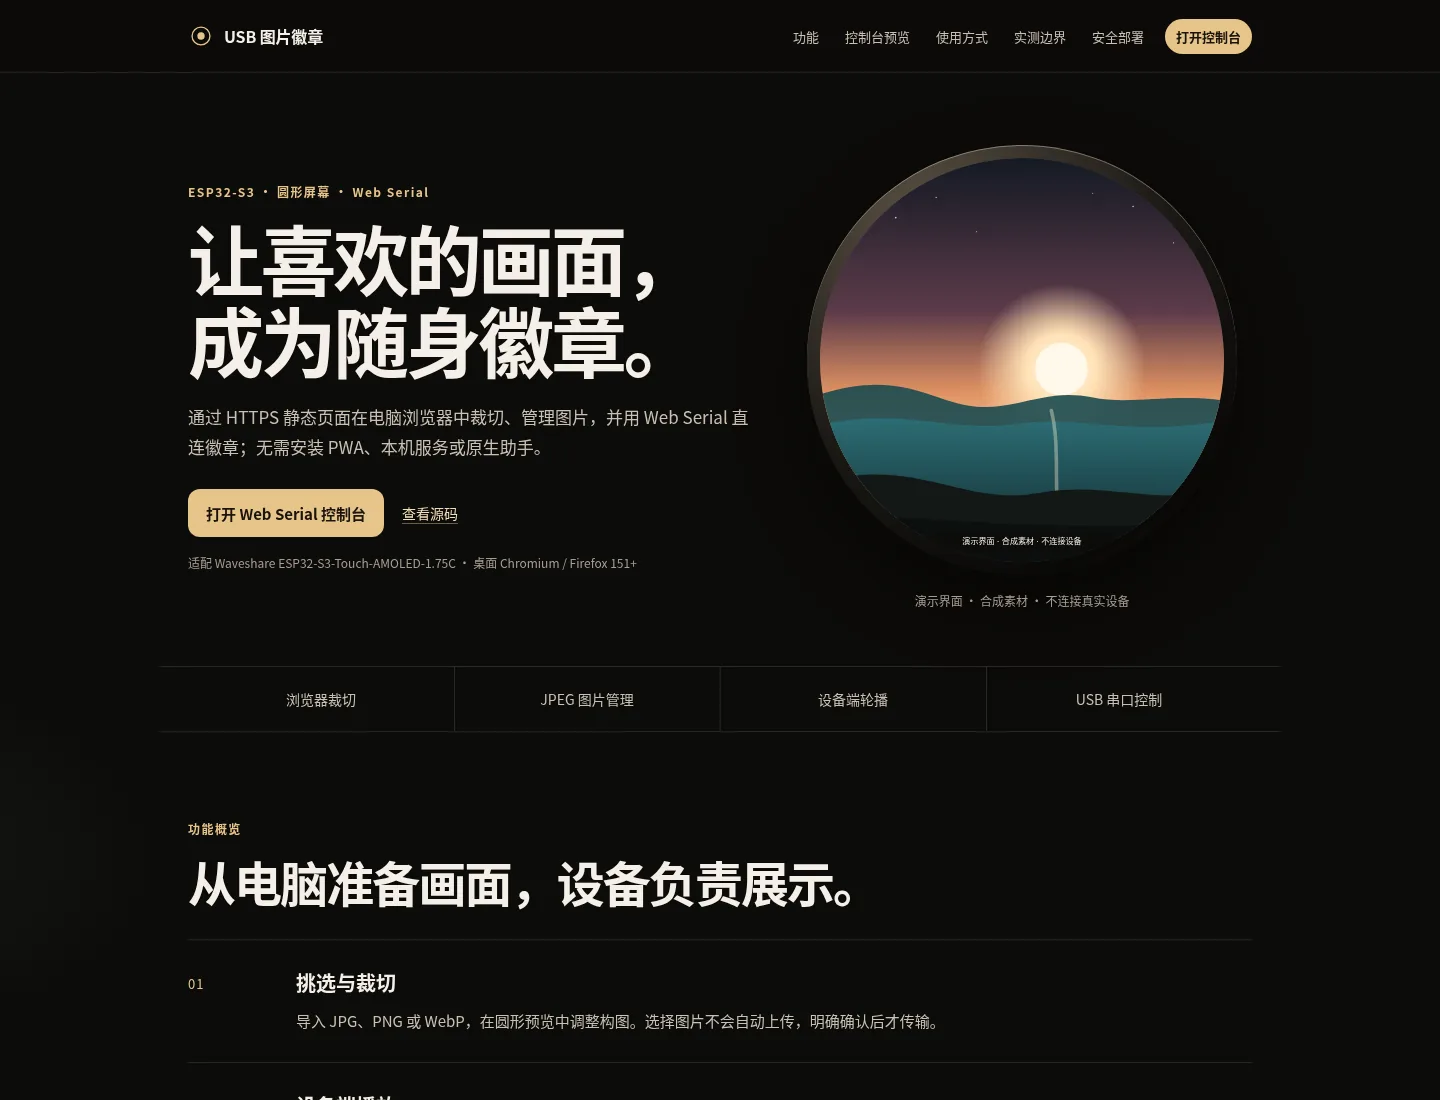 USB 图片徽章
功能 控制台预览 使用方式 实测边界 安全部署 打开控制台
ESP32-S3 · 圆形屏幕 · Web Serial
让喜欢的画面，
成为随身徽章。
通过 HTTPS 静态页面在电脑浏览器中裁切、管理图片，并用 Web Serial 直
连徽章；无需安装 PWA、本机服务或原生助手。
打开 Web Serial 控制台 查看源码
适配 Waveshare ESP32-S3-Touch-AMOLED-1.75C · 桌面 Chromium / Firefox 151+
演示界面 · 合成素材 · 不连接设备
演示界面 · 合成素材 · 不连接真实设备
浏览器裁切 JPEG 图片管理 设备端轮播 USB 串口控制
功能概览
从电脑准备画面，设备负责展示。
01 挑选与裁切
导入 JPG、PNG 或 WebP，在圆形预览中调整构图。选择图片不会自动上传，明确确认后才传输。